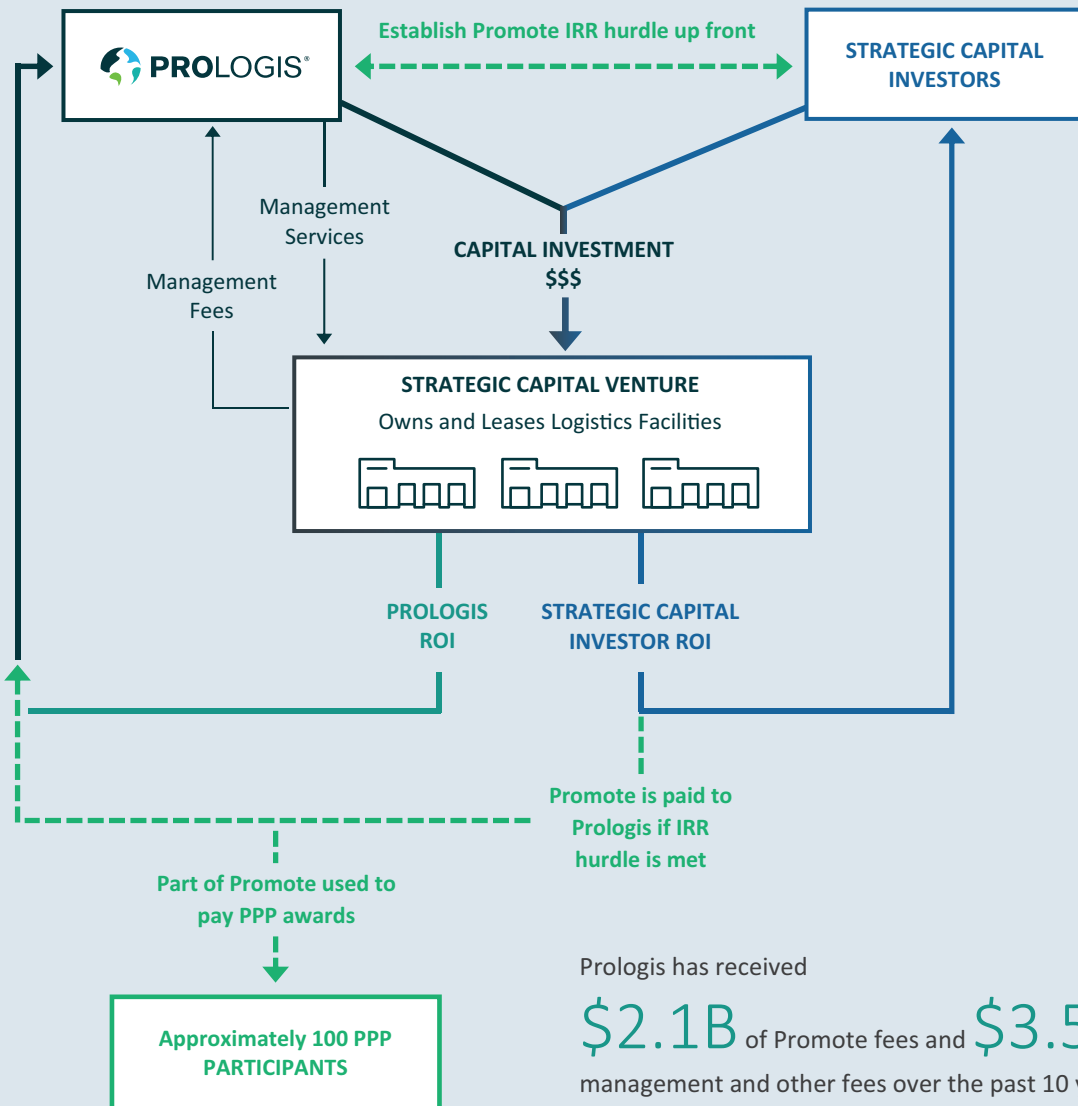 Establish Promote IRR hurdle up front
PROLOGIS®
STRATEGIC CAPITAL
INVESTORS
Management
Services
Management
Fees
CAPITAL INVESTMENT
$$$
STRATEGIC CAPITAL VENTURE
Owns and Leases Logistics Facilities
PROLOGIS
ROI
STRATEGIC CAPITAL
INVESTOR ROI
Promote is paid to
Prologis if IRR
hurdle is met
Part of Promote used to
pay PPP awards
Approximately 100 PPP
PARTICIPANTS
Prologis has received
$2.1B of Promote fees and $3.5
management and other fees over the past 10